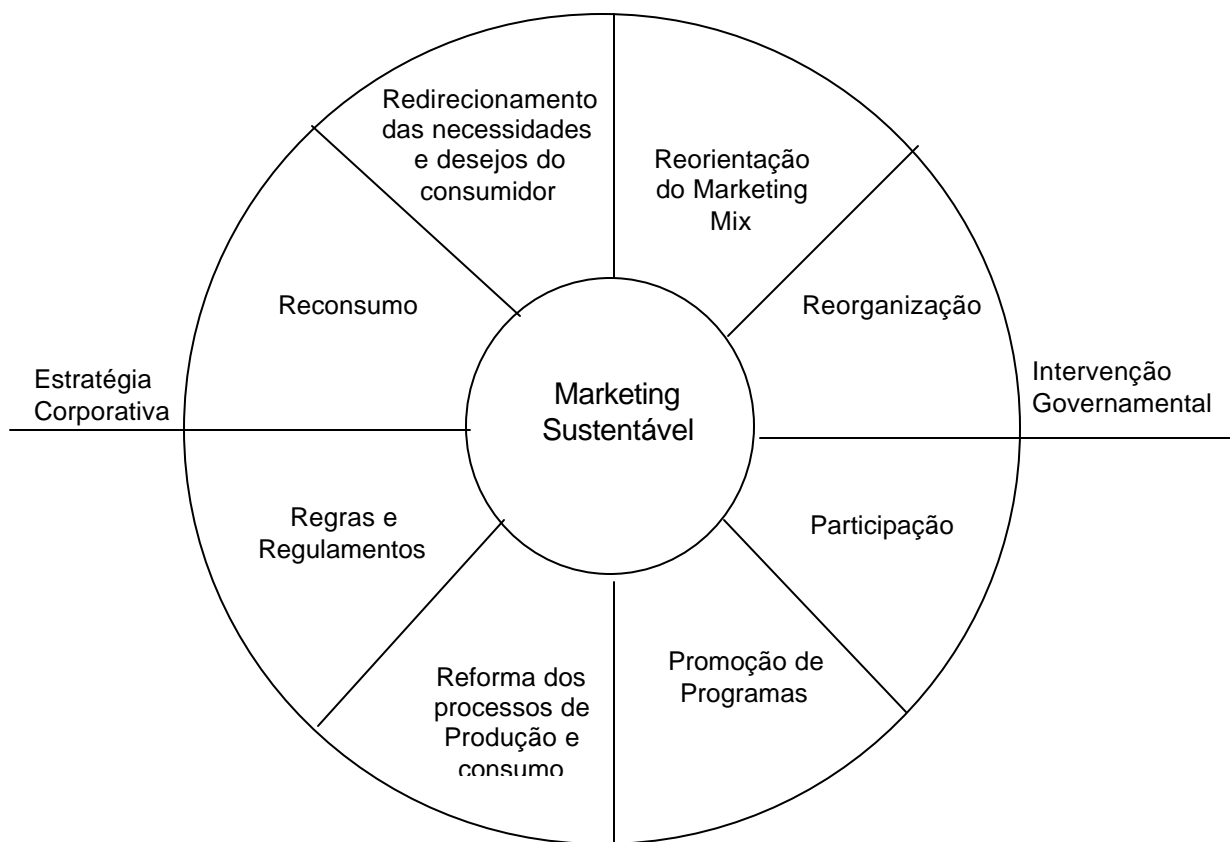 Redirecionamento
das necessidades
e desejos do
consumidor
Reorientação
do Marketing
Mix
Reconsumo
Reorganização
Estratégia
Corporativa
Marketing
Sustentável
Intervenção
Governamental
Regras e
Regulamentos
Participação
Reforma dos
processos de
Produção e
consumo
Promoção de
Programas